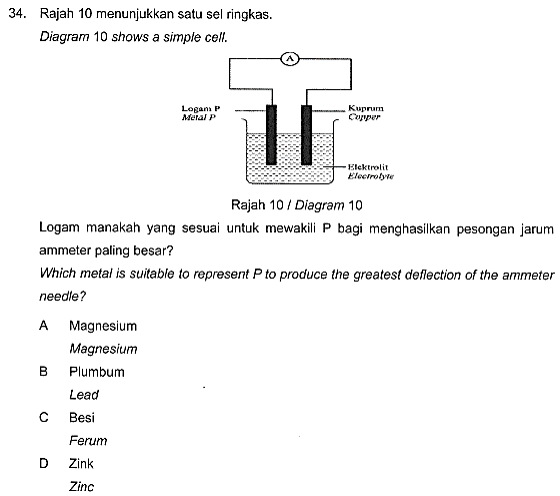 34. Rajah 10 menunjukkan satu sel ringkas.
Diagram 10 shows a simple cell.
A
Logam P
Metal P
Kuprum
Copper
Elektrolit
Electrolyte
Rajah 10 / Diagram 10
Logam manakah yang sesuai untuk mewakili P bagi menghasilkan pesongan jarum
ammeter paling besar?
Which metal is suitable to represent P to produce the greatest deflection of the ammeter
needle?
A Magnesium
Magnesium
B Plumbum
Lead
C Besi
Ferum
D Zink
Zinc